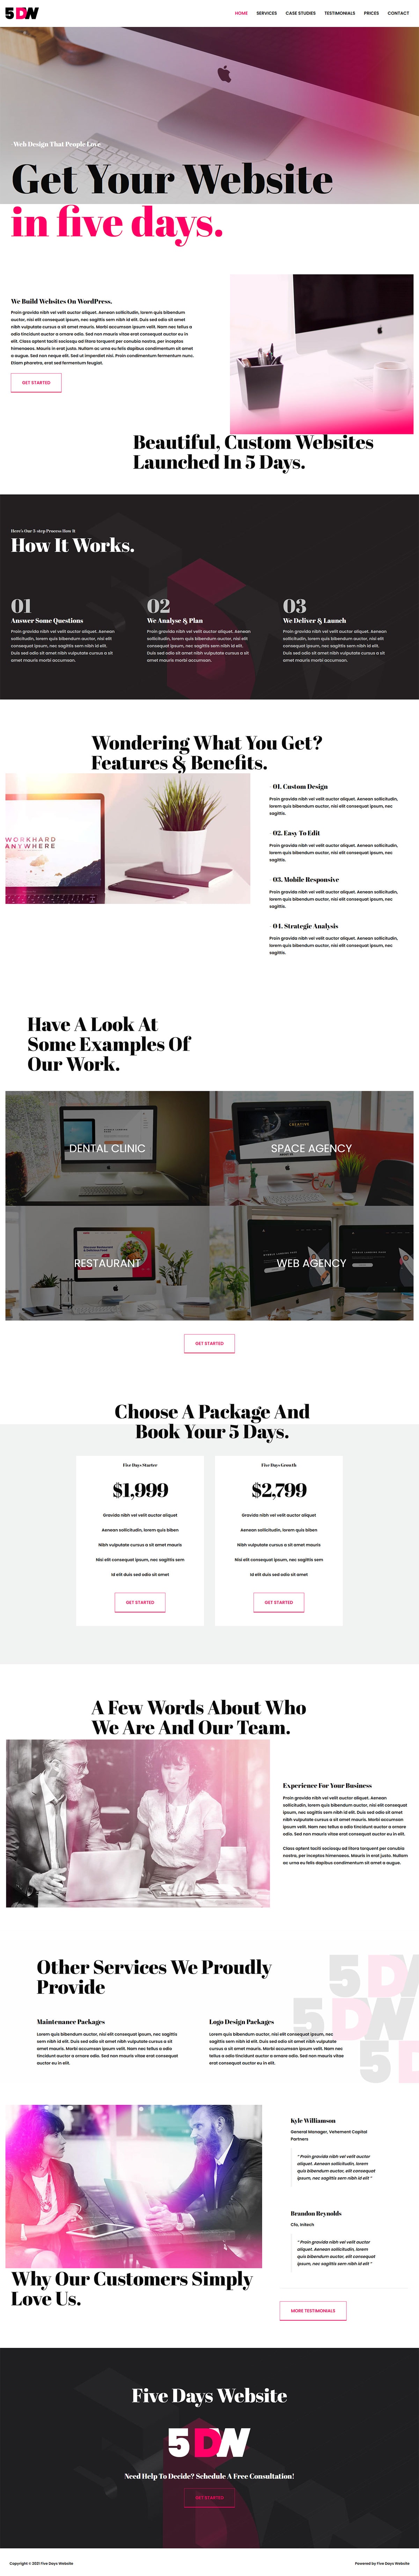 5DW
HOME SERVICES CASE STUDIES TESTIMONIALS PRICES CONTACT
Web Design That People Love
Get Your Website
in five days.
We Build Websites On WordPress.
Proin gravida nibh vel velit auctor aliquet. Aenean sollicitudin, lorem quis bibendum
auctor, nisi elit consequat ipsum, nec sagittis sem nibh id elit. Duis sed odio sit amet
nibh vulputate cursus a sit amet mauris. Morbi accumsan ipsum velit. Nam nec tellus a
odio tincidunt auctor a ornare odio. Sed non mauris vitae erat consequat auctor eu in
elit. Class aptent taciti sociosqu ad litora torquent per conubia nostra, per inceptos
himenaeos. Mauris in erat justo. Nullam ac urna eu felis dapibus condimentum sit amet
a augue. Sed non neque elit. Sed ut imperdiet nisi. Proin condimentum fermentum nunc.
Etiam pharetra, erat sed fermentum feugiat.
GET STARTED
Beautiful, Custom Websites
Launched In 5 Days.
Here's Our 3-step Process How It
How It Works.
01
Answer Some Questions
Proin gravida nibh vel velit auctor aliquet. Aenean
sollicitudin, lorem quis bibendum auctor, nisi elit
consequat ipsum, nec sagittis sem nibh id elit.
Duis sed odio sit amet nibh vulputate cursus a sit
amet mauris morbi accumsan.
02
We Analyse & Plan
Proin gravida nibh vel velit auctor aliquet. Aenean
sollicitudin, lorem quis bibendum auctor, nisi elit
consequat ipsum, nec sagittis sem nibh id elit.
Duis sed odio sit amet nibh vulputate cursus a sit
amet mauris morbi accumsan.
03
We Deliver & Launch
Proin gravida nibh vel velit auctor aliquet. Aenean
sollicitudin, lorem quis bibendum auctor, nisi elit
consequat ipsum, nec sagittis sem nibh id elit.
Duis sed odio sit amet nibh vulputate cursus a sit
amet mauris morbi accumsan.
Wondering What You Get?
Features & Benefits.
WORKHARD
ANYWHERE
01. Custom Design
Proin gravida nibh vel velit auctor aliquet. Aenean sollicitudin,
lorem quis bibendum auctor, nisi elit consequat ipsum, nec
sagittis.
02. Easy To Edit
Proin gravida nibh vel velit auctor aliquet. Aenean sollicitudin,
lorem quis bibendum auctor, nisi elit consequat ipsum, nec
sagittis.
03. Mobile Responsive
Proin gravida nibh vel velit auctor aliquet. Aenean sollicitudin,
lorem quis bibendum auctor, nisi elit consequat ipsum, nec
sagittis.
04. Strategic Analysis
Proin gravida nibh vel velit auctor aliquet. Aenean sollicitudin,
lorem quis bibendum auctor, nisi elit consequat ipsum, nec
sagittis.
Have A Look At
Some Examples Of
Our Work.
DENTAL CLINIC
SPACE AGENCY
RESTAURANT
WEB AGENCY
GET STARTED
Choose A Package And
Book Your 5 Days.
Five Days Starter
$1,999
Gravida nibh vel velit auctor aliquet
Aenean sollicitudin, lorem quis biben
Nibh vulputate cursus a sit amet mauris
Nisi elit consequat ipsum, nec sagittis sem
Id elit duis sed odio sit amet
GET STARTED
Five Days Growth
$2,799
Gravida nibh vel velit auctor aliquet
Aenean sollicitudin, lorem quis bibendum
Nibh vulputate cursus a sit amet mauris
Nisi elit consequat ipsum, nec sagittis sem
Id elit duis sed odio sit amet
GET STARTED
A Few Words About Who
We Are And Our Team.
Experience For Your Business
Proin gravida nibh vel velit auctor aliquet. Aenean
sollicitudin, lorem quis bibendum auctor, nisi elit consequat
ipsum, nec sagittis sem nibh id elit. Duis sed odio sit amet
nibh vulputate cursus a sit amet mauris. Morbi accumsan
ipsum velit. Nam nec tellus a odio tincidunt auctor a ornare
odio. Sed non mauris vitae erat consequat auctor eu in elit.
Class aptent taciti sociosqu ad litora torquent per conubia
nostra, per inceptos himenaeos. Mauris in erat justo. Nullam
ac urna eu felis dapibus condimentum sit amet a augue.
Other Services We Proudly
Provide
Maintenance Packages
Lorem quis bibendum auctor, nisi elit consequat ipsum, nec sagittis
sem nibh id elit. Duis sed odio sit amet nibh vulputate cursus a sit
amet mauris. Morbi accumsan ipsum velit. Nam nec tellus a odio
tincidunt auctor a ornare odio. Sed non mauris vitae erat consequat
auctor eu in elit.
Logo Design Packages
Lorem quis bibendum auctor, nisi elit consequat ipsum, nec
sagittis sem nibh id elit. Duis sed odio sit amet nibh vulputate
cursus a sit amet mauris. Morbi accumsan ipsum velit. Nam nec
tellus a odio tincidunt auctor a ornare odio. Sed non mauris vitae
erat consequat auctor eu in elit.
Kyle Williamson
General Manager, Vehement Capital
Partners
“ Proin gravida nibh vel velit auctor
aliquet. Aenean sollicitudin, lorem
quis bibendum auctor, elit consequat
ipsum, nec sagittis sem nibh id elit ”
Brandon Reynolds
Cfo, Initech
“ Proin gravida nibh vel velit auctor
aliquet. Aenean sollicitudin, lorem
quis bibendum auctor, elit consequat
ipsum, nec sagittis sem nibh id elit ”
Why Our Customers Simply
Love Us.
MORE TESTIMONIALS
Five Days Website
5DW
Need Help To Decide? Schedule A Free Consultation!
GET STARTED
Copyright © 2021 Five Days Website
Powered by Five Days Website